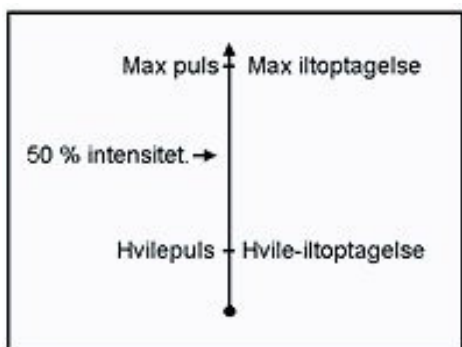 Max puls Max iltoptagelse
50 % intensitet.
Hvilepuls Hvile-iltoptagelse